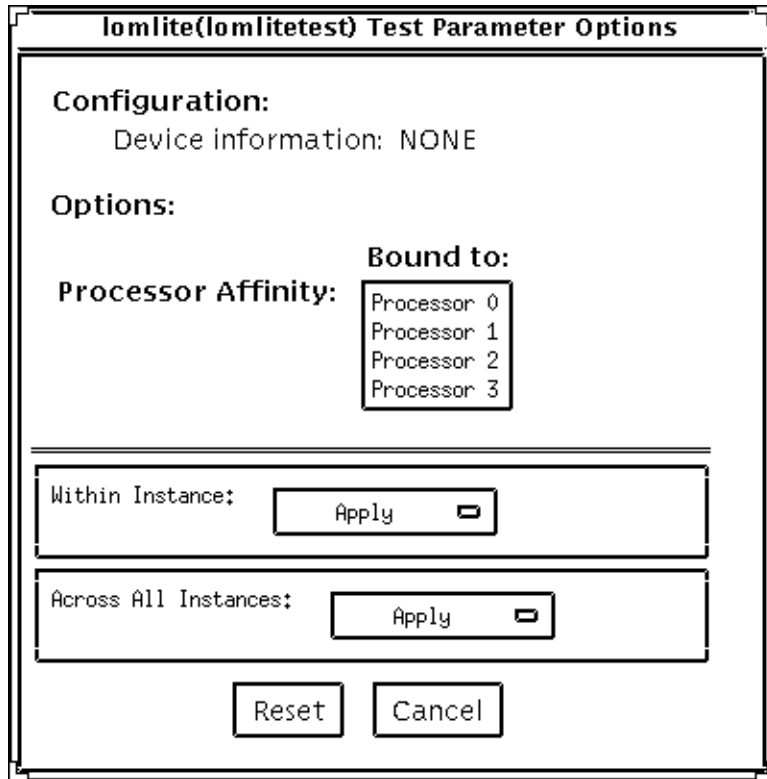 lomlite(lomlitetest) Test Parameter Options
Configuration:
Device information: NONE
Options:
Bound to:
Processor Affinity:
Processor 0
Processor 1
Processor 2
Processor 3
Within Instance:
Apply
Across All Instances:
Apply
Reset
Cancel